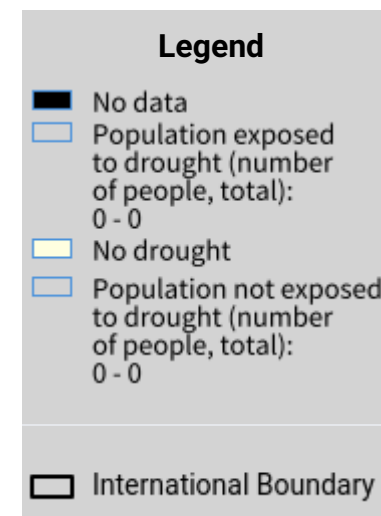 Legend
No data
Population exposed
to drought (number
of people, total):
0 - 0
No drought
Population not exposed
to drought (number
of people, total):
0 - 0
International Boundary